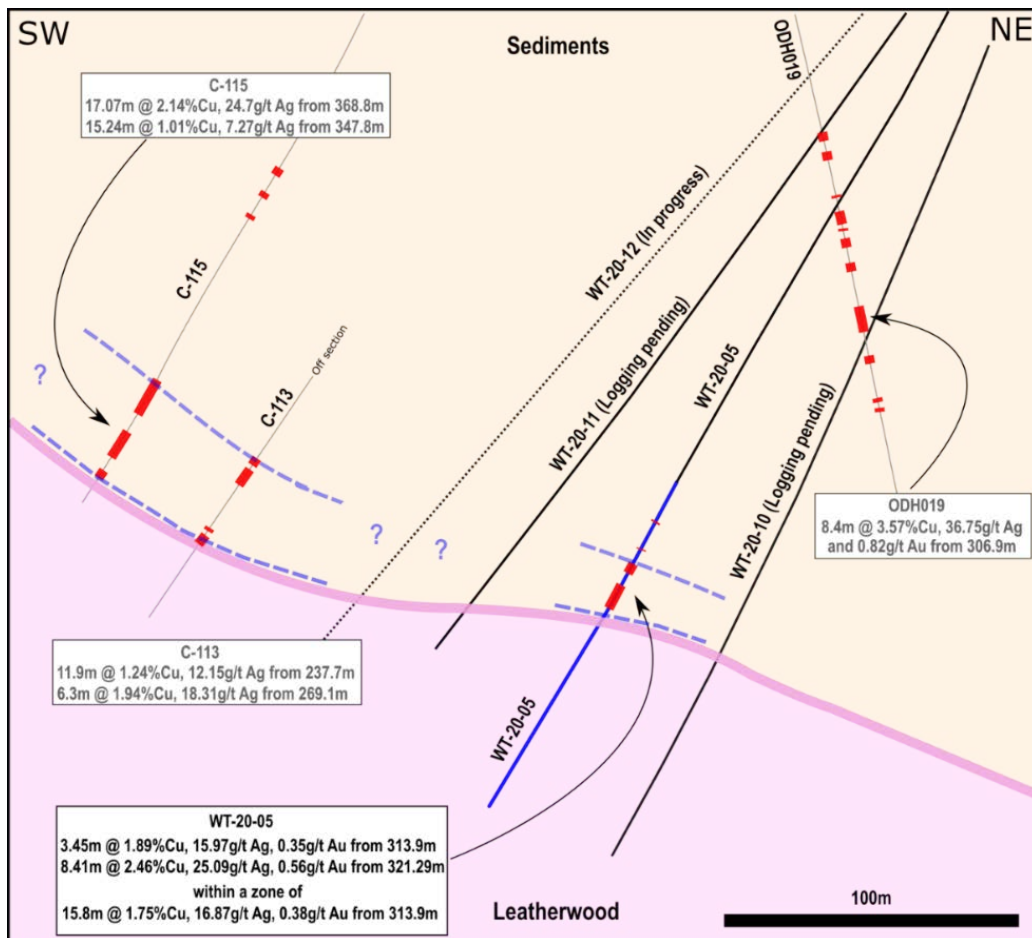 SW
NE
Sediments
ODH019
C-115
17.07m @ 2.14%Cu, 24.7g/t Ag from 368.8m
15.24m @ 1.01%Cu, 7.27g/t Ag from 347.8m
C-115
WT-20-12 (In progress)
WT-20-11 (Logging pending)
WT-20-05
WT-20-10 (Logging pending)
C-113
Off section
?
?
?
ODH019
8.4m @ 3.57%Cu, 36.75g/t Ag
and 0.82g/t Au from 306.9m
C-113
11.9m @ 1.24%Cu, 12.15g/t Ag from 237.7m
6.3m @ 1.94%Cu, 18.31g/t Ag from 269.1m
WT-20-05
WT-20-05
3.45m @ 1.89%Cu, 15.97g/t Ag, 0.35g/t Au from 313.9m
8.41m @ 2.46%Cu, 25.09g/t Ag, 0.56g/t Au from 321.29m
within a zone of
15.8m @ 1.75%Cu, 16.87g/t Ag, 0.38g/t Au from 313.9m
Leatherwood
100m